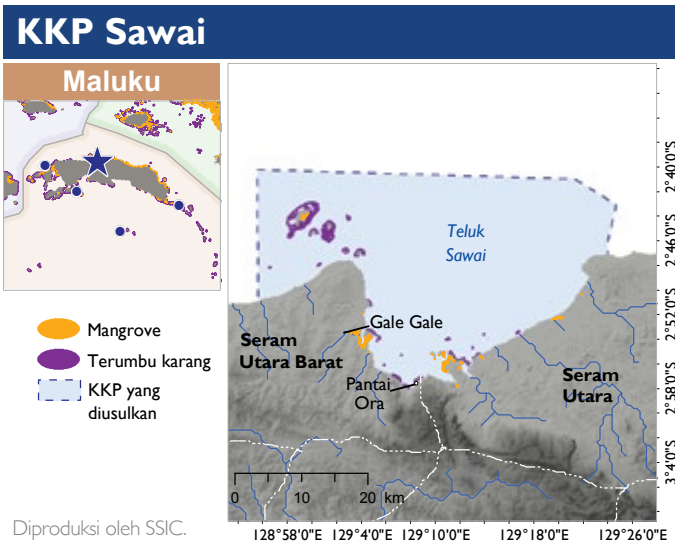 KKP Sawai
Maluku
Mangrove
Terumbu karang
KKP yang
diusulkan
Teluk
Sawai
Gale Gale
Seram
Utara Barat
Pantai
Ora
Seram
Utara
0 10 20 km
2°40'0"S
2°46'0"S
2°52'0"S
2°58'0"S
3°4'0"S
128°58'0"E
129°4'0"E
129°10'0"E
129°18'0"E
129°26'0"E
Diproduksi oleh SSIC.